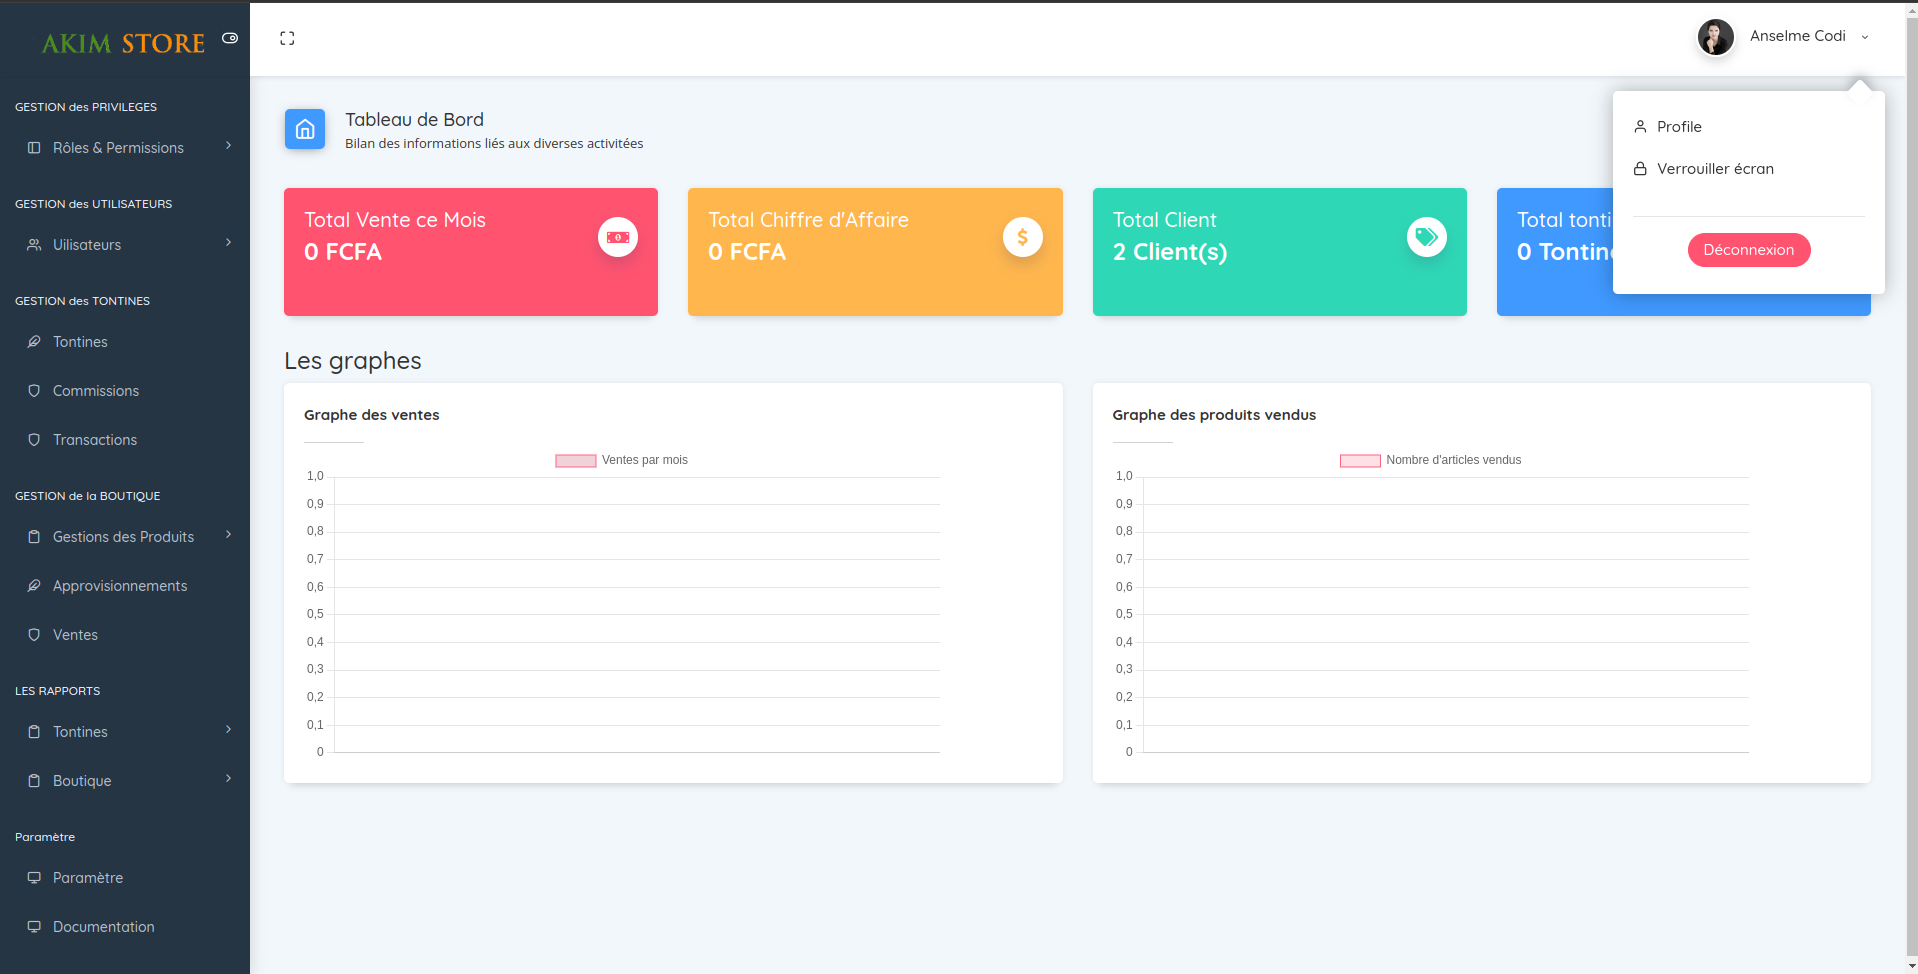 AKIM STORE
GESTION des PRIVILEGES
Rôles & Permissions
GESTION des UTILISATEURS
Uilisateurs
GESTION des TONTINES
Tontines
Commissions
Transactions
GESTION de la BOUTIQUE
Gestions des Produits
Approvisionnements
Ventes
LES RAPPORTS
Tontines
Boutique
Paramètre
Paramètre
Documentation
Anselme Codi
Profile
Verrouiller écran
Déconnexion
Tableau de Bord
Bilan des informations liés aux diverses activitées
Total Vente ce Mois
0 FCFA
Total Chiffre d'Affaire
0 FCFA
$
Total Client
2 Client(s)
Total tonti
0 Tontin
Les graphes
Graphe des ventes
Ventes par mois
1,0
0,9
0,8
0,7
0,6
0,5
0,4
0,3
0,2
0,1
0
Graphe des produits vendus
Nombre d'articles vendus
1,0
0,9
0,8
0,7
0,6
0,5
0,4
0,3
0,2
0,1
0